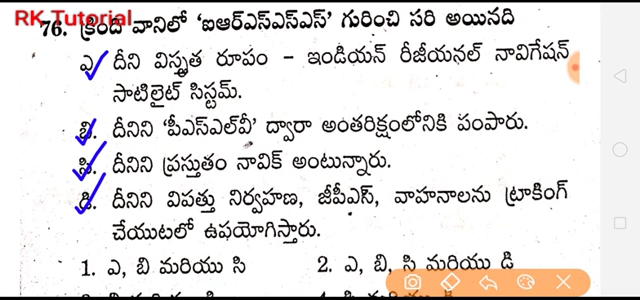 RK Tutorial
76. క్రింది వానిలో 'ఐఆర్ఎన్ఎస్ఎస్' గురించి సరి అయినది
ఎ. దీని విస్తృత రూపం - ఇండియన్ రీజీయనల్ నావిగేషన్
సాటిలైట్ సిస్టమ్.
బి. దీనిని 'పీఎస్ఎల్‌వీ' ద్వారా అంతరిక్షంలోనికి పంపారు.
సి. దీనిని ప్రస్తుతం నావిక్ అంటున్నారు.
డి. దీనిని విపత్తు నిర్వహణ, జీపీఎస్, వాహనాలను ట్రాకింగ్
చేయుటలో ఉపయోగిస్తారు.
1. ఎ, బి మరియు సి 2. ఎ, బి, సి మరియు డి